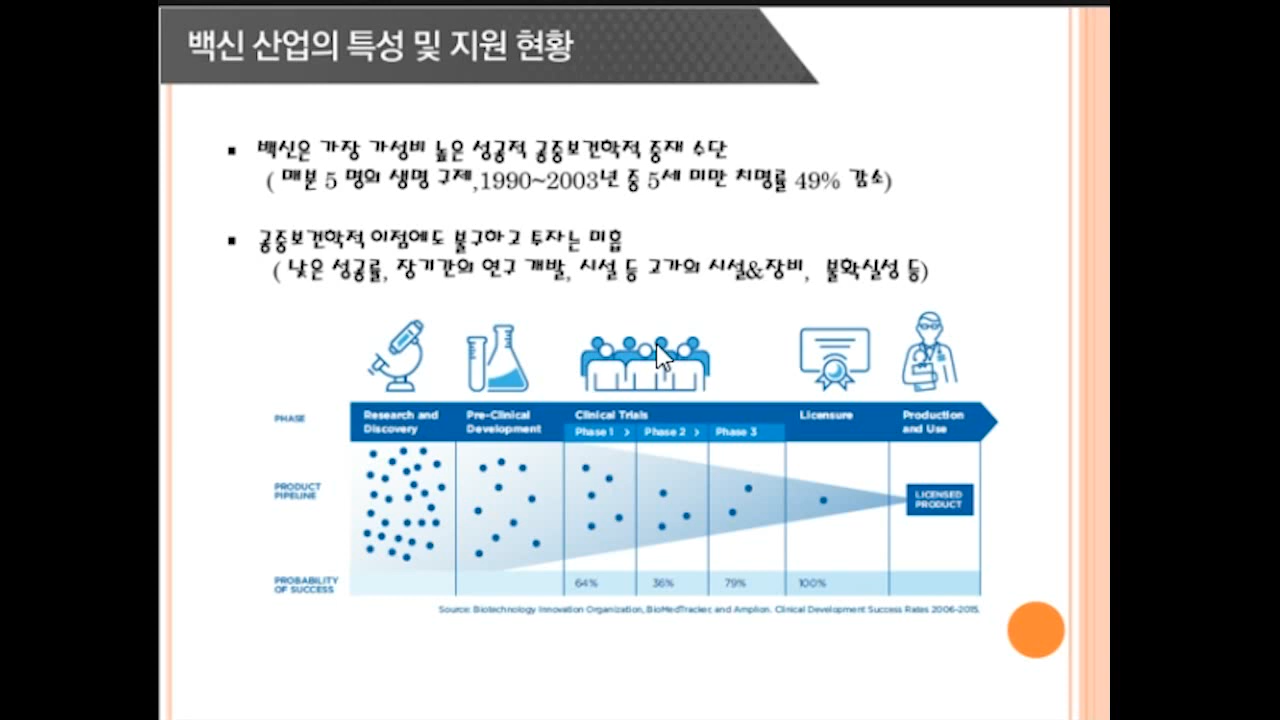 백신 산업의 특성 및 지원 현황
▪ 백신은 가장 가성비 높은 성공적 공중보건학적 중재 수단
( 매분 5 명의 생명 구제,1990~2003년 중 5세 미만 치명률 49% 감소)
▪ 공중보건학적 이점에도 불구하고 투자는 미흡
( 낮은 성공률, 장기간의 연구 개발, 시설 등 고가의 시설&장비, 불확실성 등)
PHASE
Research and
Discovery
Pre-Clinical
Development
Clinical Trials
Phase 1 > Phase 2 > Phase 3
Licensure
Production
and Use
PRODUCT
PIPELINE
LICENSED
PRODUCT
PROBABILITY
OF SUCCESS
64% 36% 79% 100%
Source: Biotechnology Innovation Organization, BioMedTracker, and Amplion. Clinical Development Success Rates 2006-2015.